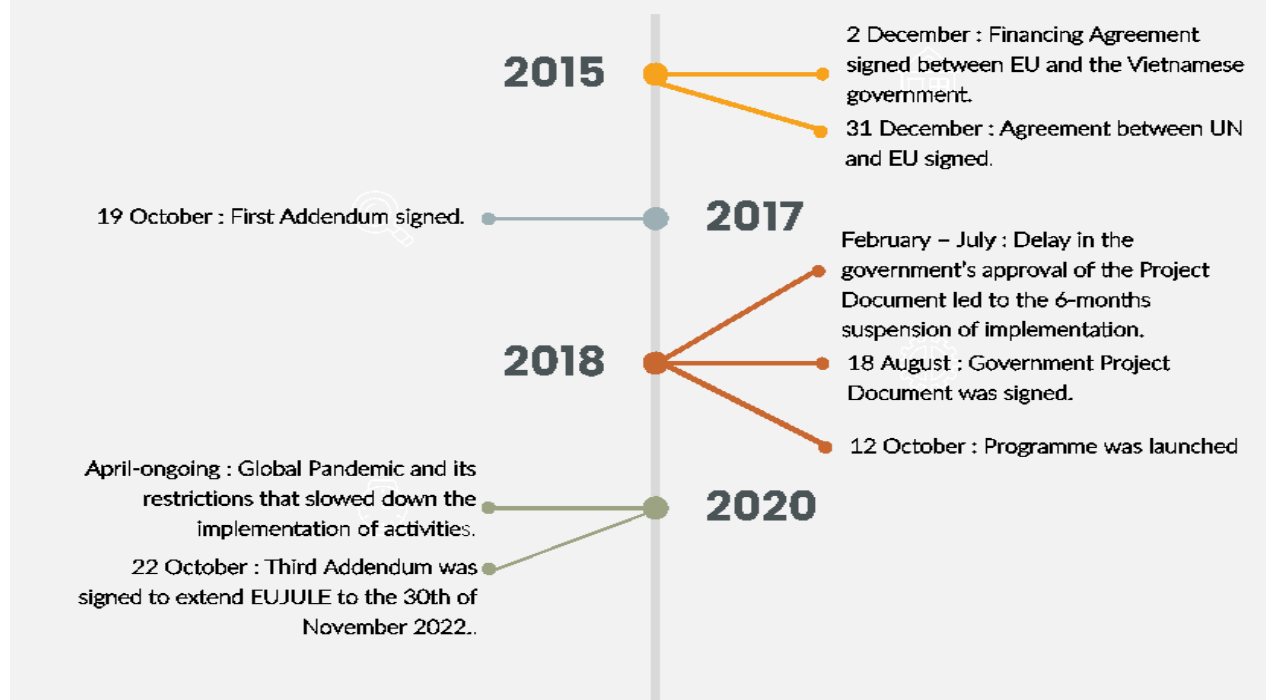 2015
2 December : Financing Agreement
signed between EU and the Vietnamese
government.
31 December : Agreement between UN
and EU signed.
19 October : First Addendum signed.
2017
February – July : Delay in the
government's approval of the Project
Document led to the 6-months
suspension of implementation.
2018
18 August : Government Project
Document was signed.
12 October : Programme was launched
April-ongoing : Global Pandemic and its
restrictions that slowed down the
implementation of activities.
2020
22 October : Third Addendum was
signed to extend EUJULE to the 30th of
November 2022..